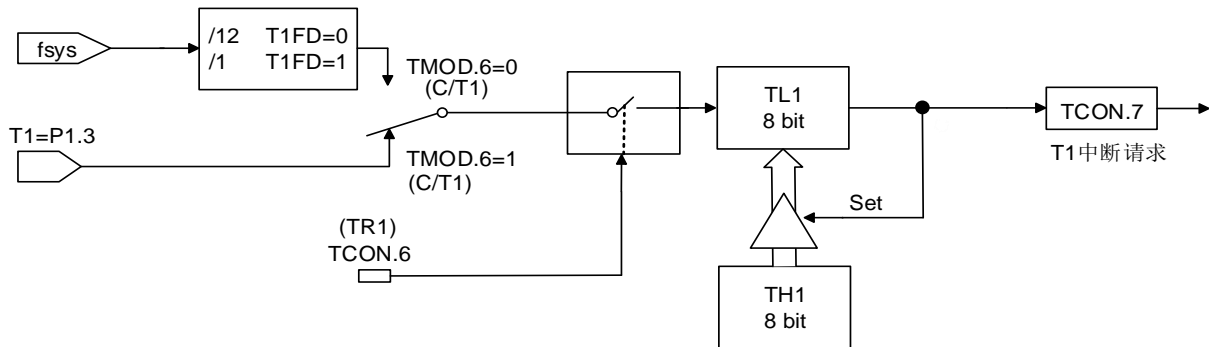 fsys
/12 T1FD=0
/1 T1FD=1
TMOD.6=0
(C/T1)
T1=P1.3
TMOD.6=1
(C/T1)
(TR1)
TCON.6
TL1
8 bit
TCON.7
T1中断请求
Set
TH1
8 bit